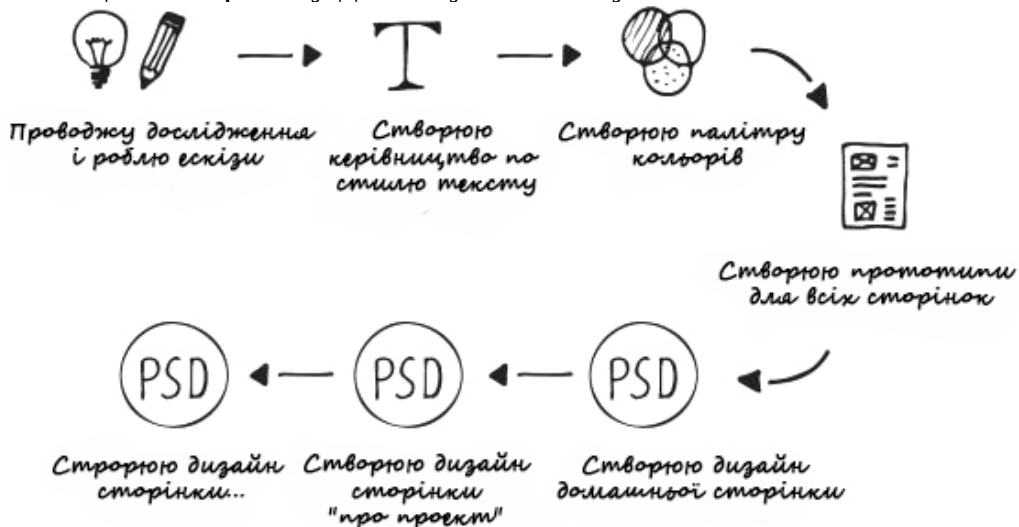 Проводжу дослідження
і роблю ескізи
Створюю
керівництво по
стилю тексту
Створюю палітру
кольорів
Створюю прототипи
для всіх сторінок
PSD
Створюю дизайн
домашньої сторінки
PSD
Створюю дизайн
сторінки
"про проєкт"
PSD
Строрюю дизайн
сторінки...